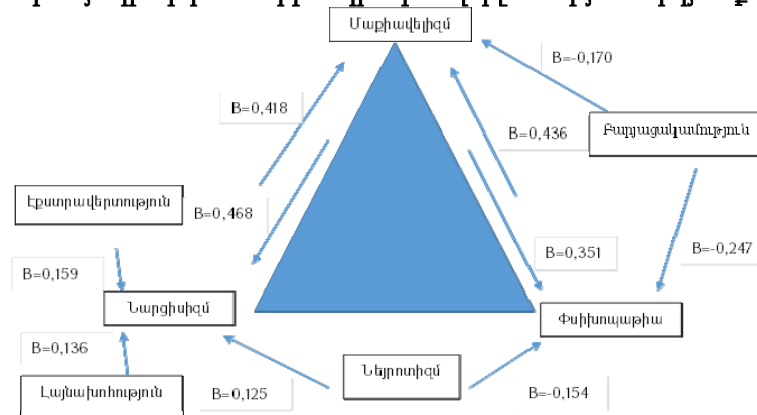 Մաքիավելիզմ
B=-0,170
B=0,418
B=0,436
Բարյացակամություն
Էքստրավերտություն
B=0,468
B=0,351
B=-0,247
B=0,159
Նարցիսիզմ
Փսիխոպաթիա
B=0,136
Նեյրոտիզմ
Լայնախոհություն
B=0,125
B=-0,154